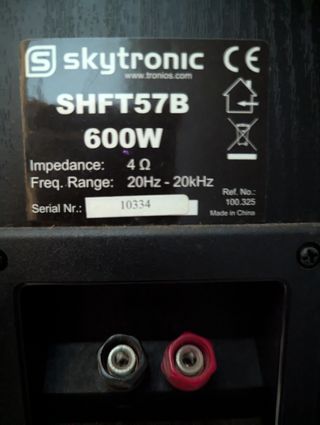 skytronic
www.tronios.com
CE
SHFT57B
600W
Impedance: 4 Ω
Freq. Range: 20Hz - 20kHz
Serial Nr.: 10334
Ref. No.:
100.325
Made in China